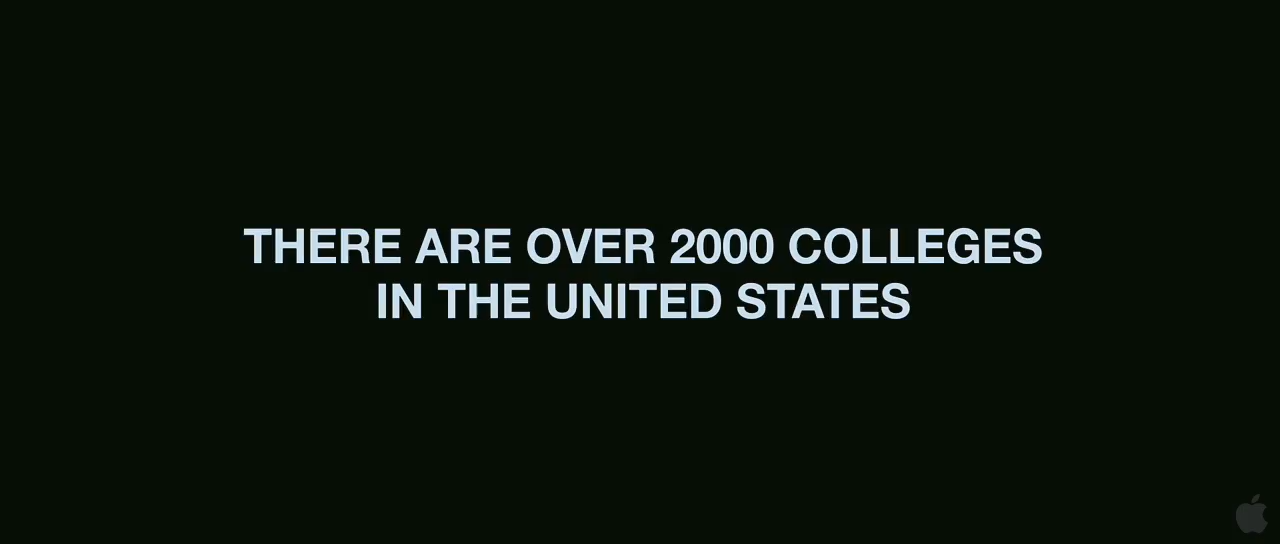 THERE ARE OVER 2000 COLLEGES
IN THE UNITED STATES